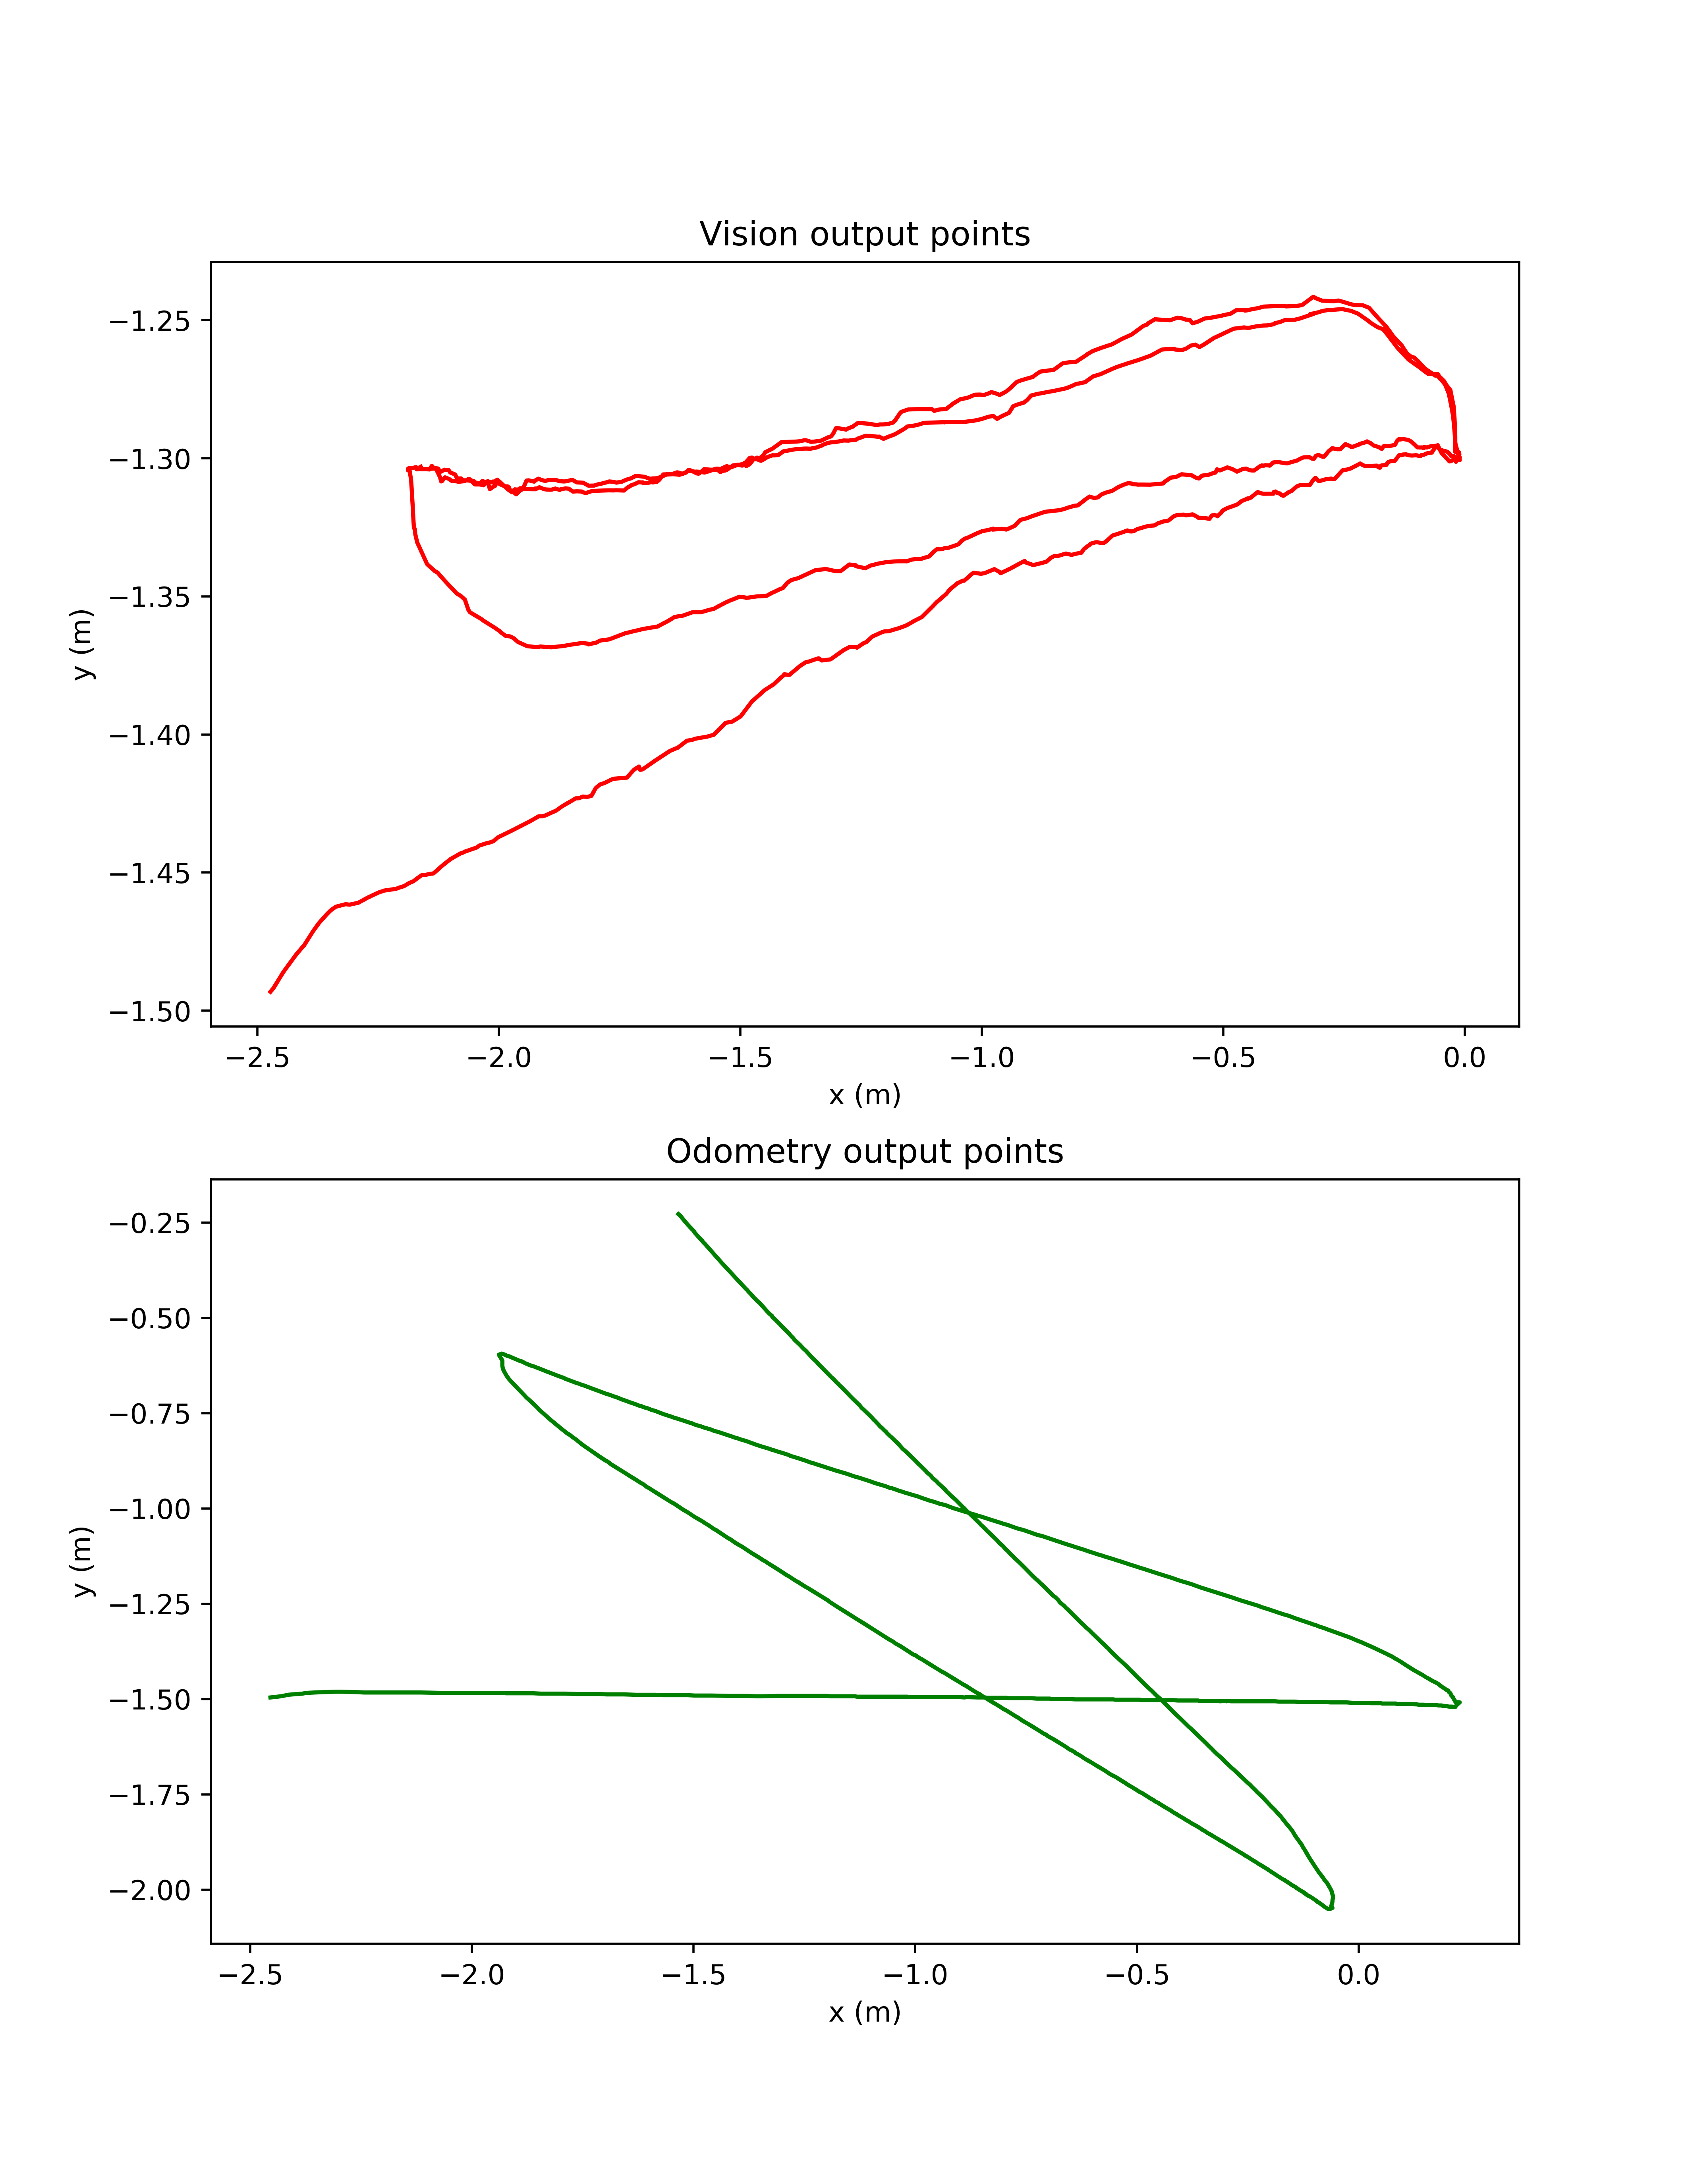 Vision output points
−1.25
−1.30
−1.35
−1.40
−1.45
−1.50
y (m)
−2.5 −2.0 −1.5 −1.0 −0.5 0.0
x (m)
Odometry output points
−0.25
−0.50
−0.75
−1.00
−1.25
−1.50
−1.75
−2.00
y (m)
−2.5 −2.0 −1.5 −1.0 −0.5 0.0
x (m)